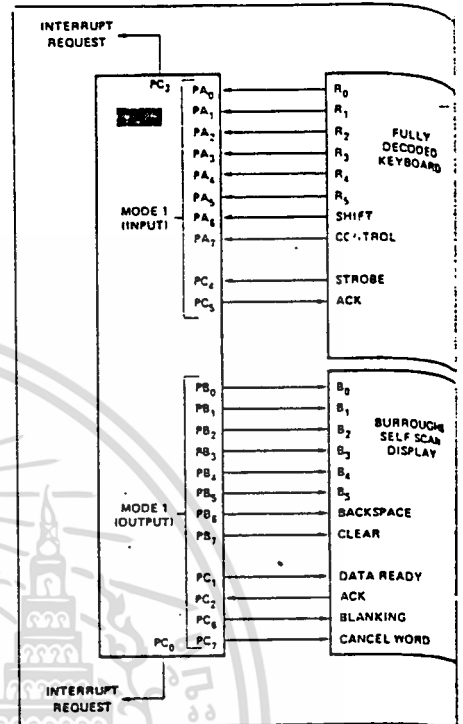 INTERRUPT
REQUEST
PC3
PA0 R0
PA1 R1
PA2 R2
PA3 R3
PA4 R4
PA5 R5
PA6 SHIFT
PA7 CONTROL
FULLY
DECODED
KEYBOARD
MODE 1
(INPUT)
PC4 STROBE
PC5 ACK
PB0 B0
PB1 B1
PB2 B2
PB3 B3
PB4 B4
PB5 B5
PB6 BACKSPACE
PB7 CLEAR
BURROUGHS
SELF SCAN
DISPLAY
MODE 1
(OUTPUT)
PC1 DATA READY
PC2 ACK
PC6 BLANKING
PC7 CANCEL WORD
PC0
INTERRUPT
REQUEST